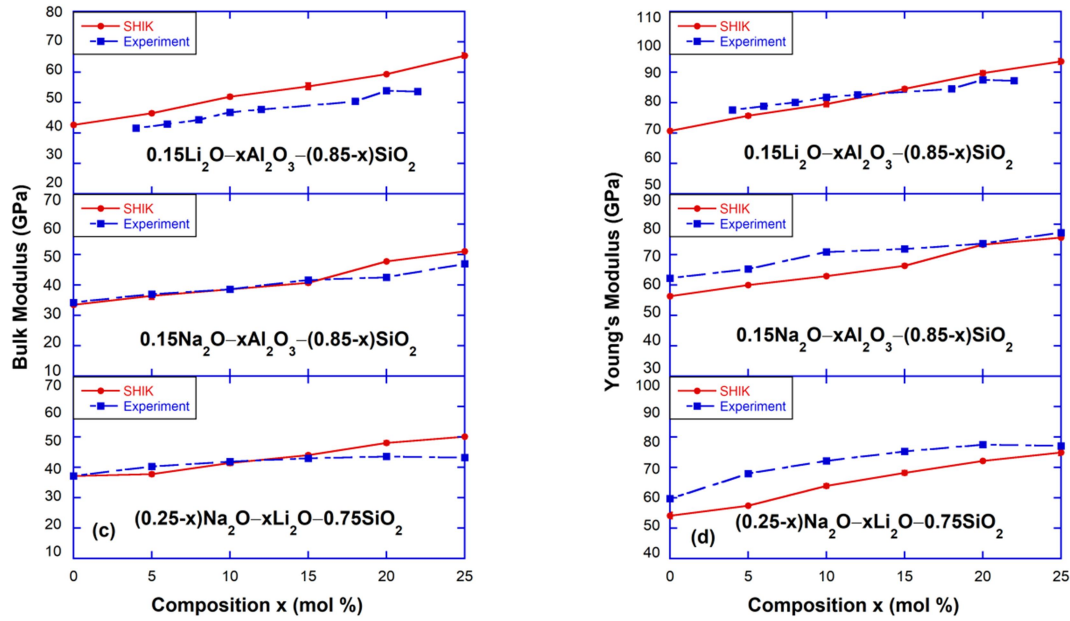 Bulk Modulus (GPa)
80
70
60
50
40
30
20
SHIK
Experiment
0.15Li₂O–xAl₂O₃–(0.85-x)SiO₂
70
60
50
40
30
20
10
SHIK
Experiment
0.15Na₂O–xAl₂O₃–(0.85-x)SiO₂
70
60
50
40
30
20
10
SHIK
Experiment
(c)
(0.25-x)Na₂O–xLi₂O–0.75SiO₂
0 5 10 15 20 25
Composition x (mol %)
Young's Modulus (GPa)
110
100
90
80
70
60
50
SHIK
Experiment
0.15Li₂O–xAl₂O₃–(0.85-x)SiO₂
90
80
70
60
50
40
30
SHIK
Experiment
0.15Na₂O–xAl₂O₃–(0.85-x)SiO₂
100
90
80
70
60
50
40
SHIK
Experiment
(d)
(0.25-x)Na₂O–xLi₂O–0.75SiO₂
0 5 10 15 20 25
Composition x (mol %)